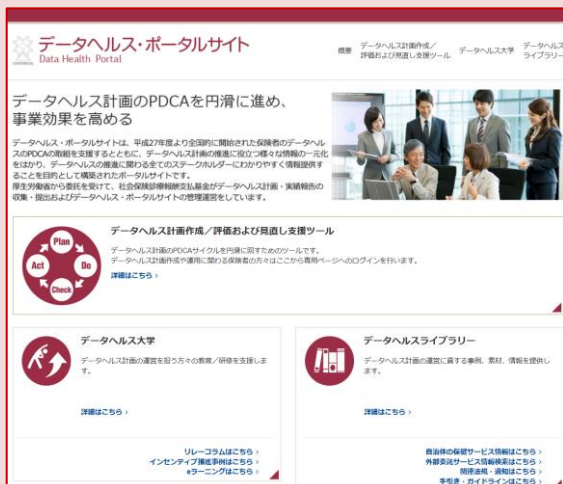 データヘルス・ポータルサイト
Data Health Portal
概要
データヘルス計画作成／
評価および見直し支援ツール
データヘルス大学
データヘルス
ライブラリー
データヘルス計画のPDCAを円滑に進め、
事業効果を高める
データヘルス・ポータルサイトは、平成27年度より全国的に開始された保険者のデータヘル
スのPDCAの取組を支援するとともに、データヘルス計画の推進に役立つ様々な情報の一元化
をはかり、データヘルスの推進に関わる全てのステークホルダーにわかりやすく情報提供す
ることを目的として構築されたポータルサイトです。
厚生労働省から委託を受けて、社会保険診療報酬支払基金がデータヘルス計画・実績報告の
収集・提出およびデータヘルス・ポータルサイトの管理運営をしています。
Plan
Do
Check
Act
データヘルス計画作成／評価および見直し支援ツール
データヘルス計画のPDCAサイクルを円滑に回すためのツールです。
データヘルス計画作成や運用に関わる保険者の方々はここから専用ページへのログインを行います。
詳細はこちら ›
データヘルス大学
データヘルス計画の運営を担う方々の教育／研修を支援しま
す。
詳細はこちら ›
リレーコラムはこちら ›
インセンティブ推進事例はこちら ›
eラーニングはこちら ›
データヘルスライブラリー
データヘルス計画の運営に資する事例、素材、情報を提供し
ます。
詳細はこちら ›
自治体の保健サービス情報はこちら ›
外部委託サービス情報検索はこちら ›
関連法規・通知はこちら ›
手引き・ガイドラインはこちら ›